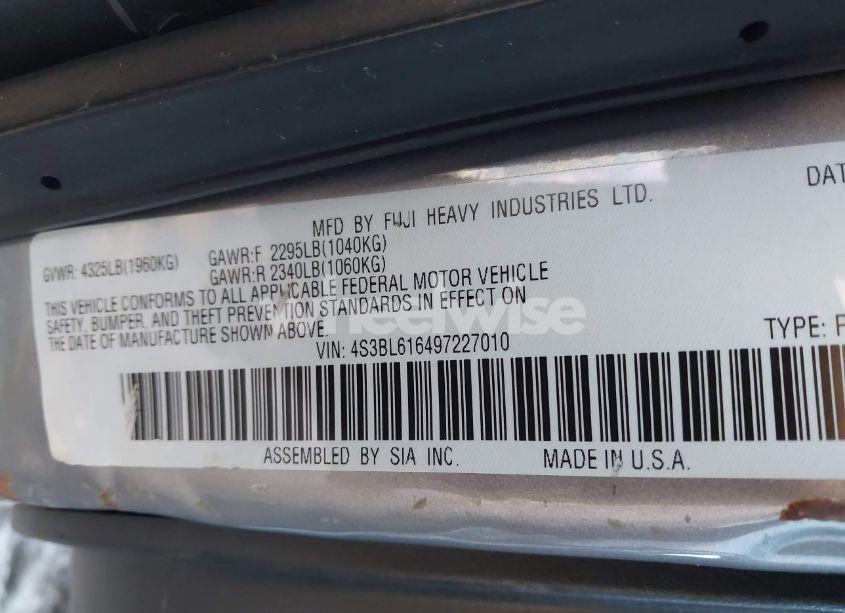 DAT
MFD BY FUJI HEAVY INDUSTRIES LTD.
GVWR: 4325LB(1960KG) GAWR:F 2295LB(1040KG)
GAWR:R 2340LB(1060KG)
THIS VEHICLE CONFORMS TO ALL APPLICABLE FEDERAL MOTOR VEHICLE
SAFETY, BUMPER, AND THEFT PREVENTION STANDARDS IN EFFECT ON
THE DATE OF MANUFACTURE SHOWN ABOVE.
VIN: 4S3BL616497227010 TYPE: P
ASSEMBLED BY SIA INC. MADE IN U.S.A.